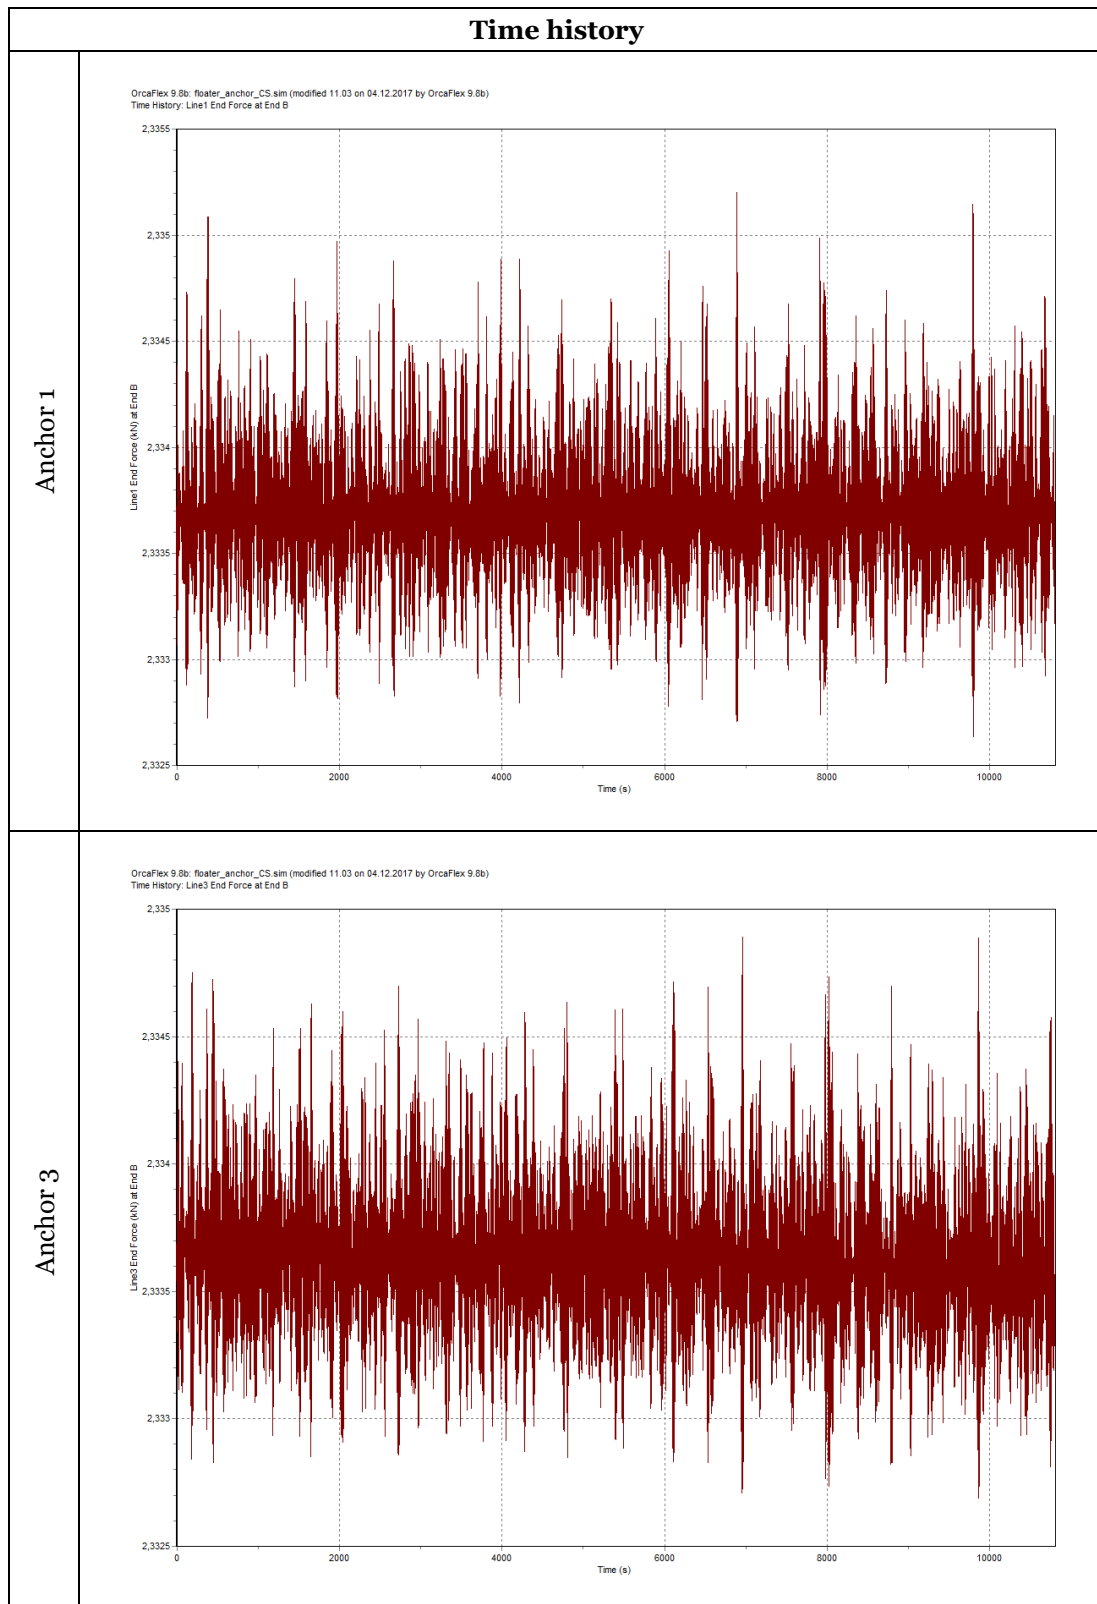 Time history
Anchor 1
OrcaFlex 9.8b: floater_anchor_CS.sim (modified 11.03 on 04.12.2017 by OrcaFlex 9.8b)
Time History: Line1 End Force at End B
2,3355
2,335
2,3345
2,334
2,3335
2,333
2,3325
Line1 End Force (kN) at End B
0 2000 4000 6000 8000 10000
Time (s)
Anchor 3
OrcaFlex 9.8b: floater_anchor_CS.sim (modified 11.03 on 04.12.2017 by OrcaFlex 9.8b)
Time History: Line3 End Force at End B
2,335
2,3345
2,334
2,3335
2,333
2,3325
Line3 End Force (kN) at End B
0 2000 4000 6000 8000 10000
Time (s)